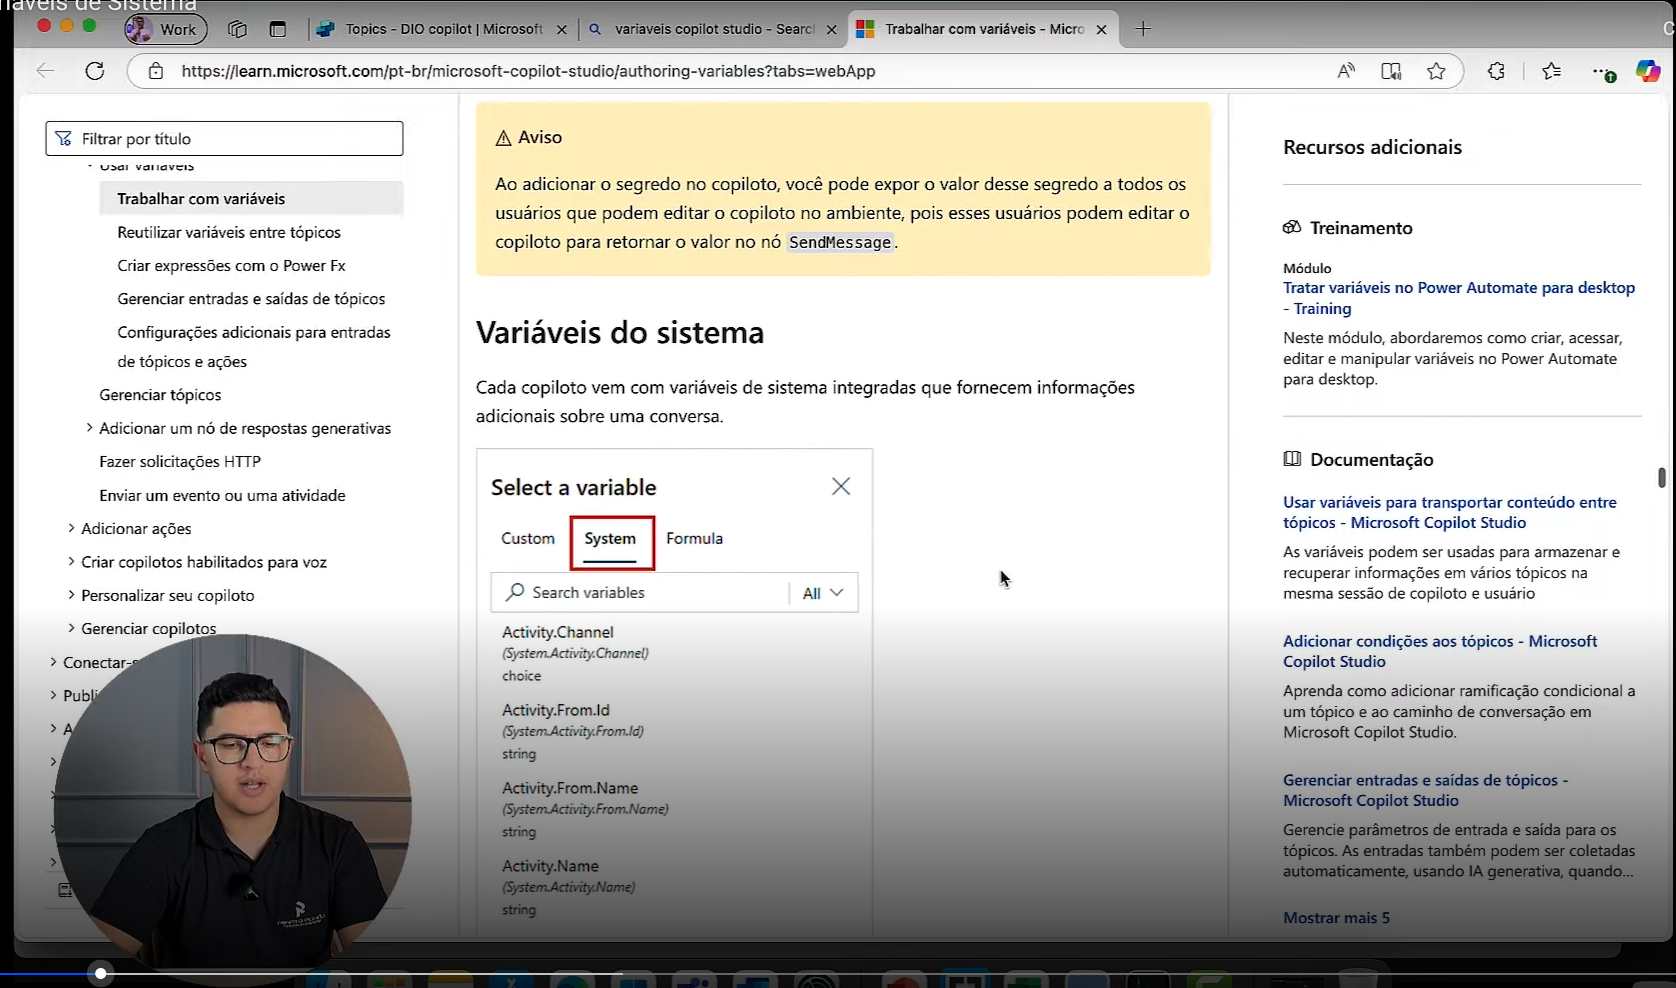 Variáveis de Sistema
Work
Topics - DIO copilot | Microsoft
variaveis copilot studio - Searc
Trabalhar com variáveis - Micro
https://learn.microsoft.com/pt-br/microsoft-copilot-studio/authoring-variables?tabs=webApp
Filtrar por título
Usar variáveis
Trabalhar com variáveis
Reutilizar variáveis entre tópicos
Criar expressões com o Power Fx
Gerenciar entradas e saídas de tópicos
Configurações adicionais para entradas
de tópicos e ações
Gerenciar tópicos
Adicionar um nó de respostas generativas
Fazer solicitações HTTP
Enviar um evento ou uma atividade
Adicionar ações
Criar copilotos habilitados para voz
Personalizar seu copiloto
Gerenciar copilotos
Conectar-s
Publi
A
Aviso
Ao adicionar o segredo no copiloto, você pode expor o valor desse segredo a todos os
usuários que podem editar o copiloto no ambiente, pois esses usuários podem editar o
copiloto para retornar o valor no nó SendMessage.
Variáveis do sistema
Cada copiloto vem com variáveis de sistema integradas que fornecem informações
adicionais sobre uma conversa.
Select a variable
Custom System Formula
Search variables All
Activity.Channel
(System.Activity.Channel)
choice
Activity.From.Id
(System.Activity.From.Id)
string
Activity.From.Name
(System.Activity.From.Name)
string
Activity.Name
(System.Activity.Name)
string
Recursos adicionais
Treinamento
Módulo
Tratar variáveis no Power Automate para desktop
- Training
Neste módulo, abordaremos como criar, acessar,
editar e manipular variáveis no Power Automate
para desktop.
Documentação
Usar variáveis para transportar conteúdo entre
tópicos - Microsoft Copilot Studio
As variáveis podem ser usadas para armazenar e
recuperar informações em vários tópicos na
mesma sessão de copiloto e usuário
Adicionar condições aos tópicos - Microsoft
Copilot Studio
Aprenda como adicionar ramificação condicional a
um tópico e ao caminho de conversação em
Microsoft Copilot Studio.
Gerenciar entradas e saídas de tópicos -
Microsoft Copilot Studio
Gerencie parâmetros de entrada e saída para os
tópicos. As entradas também podem ser coletadas
automaticamente, usando IA generativa, quando...
Mostrar mais 5